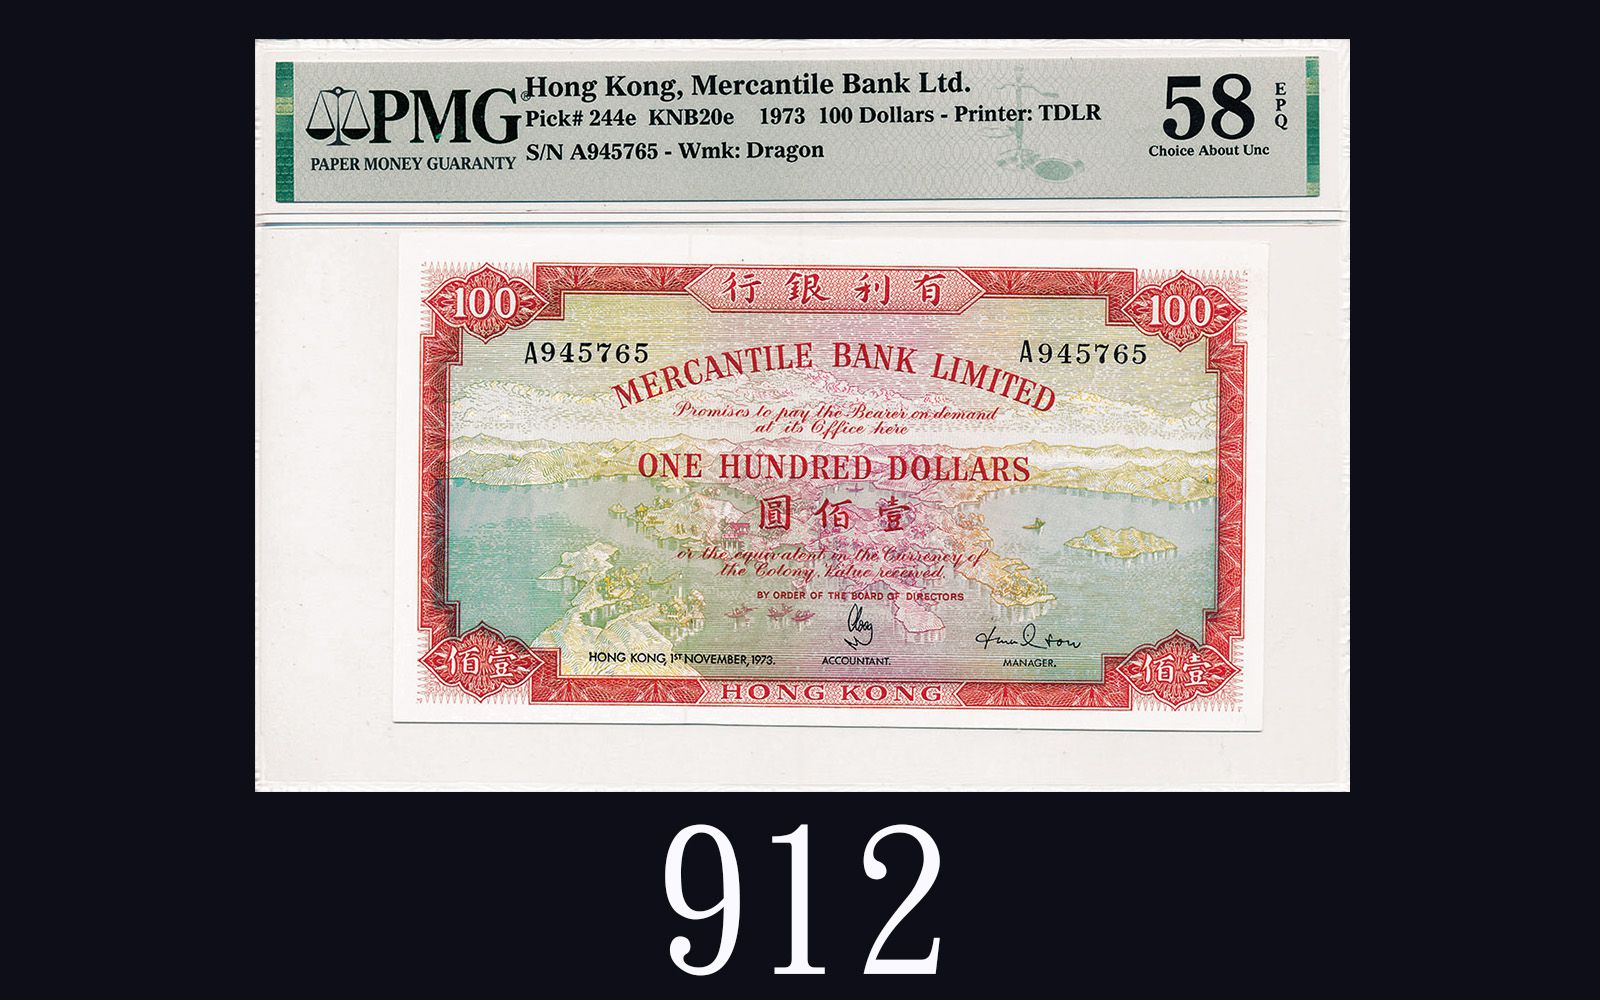 PMG®
PAPER MONEY GUARANTY
Hong Kong, Mercantile Bank Ltd.
Pick# 244e KNB20e 1973 100 Dollars - Printer: TDLR
S/N A945765 - Wmk: Dragon
58 EPQ
Choice About Unc
行銀利有
100 100
A945765 A945765
MERCANTILE BANK LIMITED
Promises to pay the Bearer on demand
at its Office here
ONE HUNDRED DOLLARS
圓佰壹
or the equivalent in the Currency of
the Colony, Value received.
BY ORDER OF THE BOARD OF DIRECTORS
HONG KONG, 1ST NOVEMBER, 1973. ACCOUNTANT. MANAGER.
佰壹 佰壹
HONG KONG
912